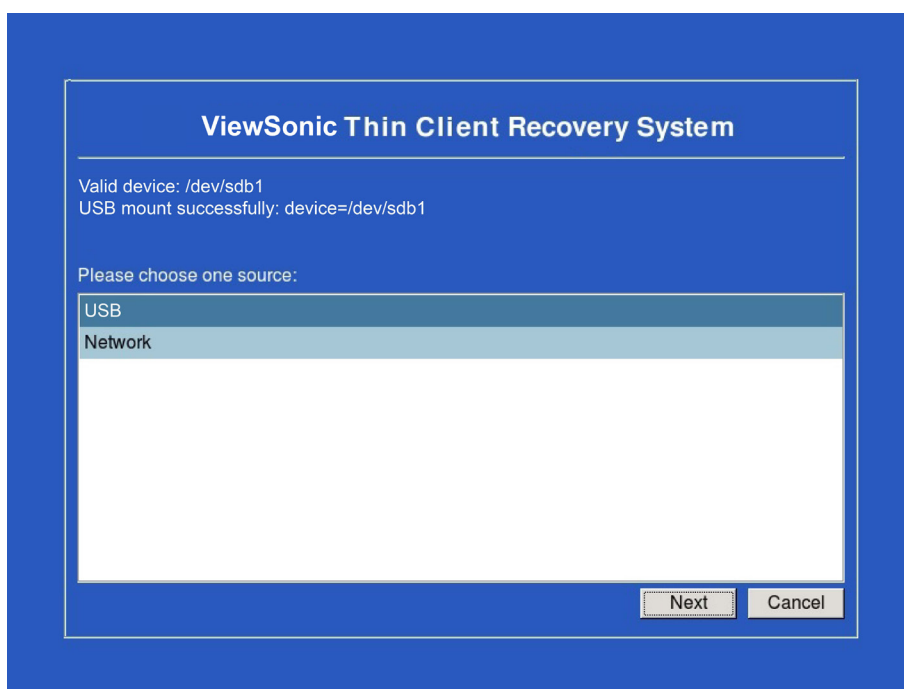 ViewSonic Thin Client Recovery System
Valid device: /dev/sdb1
USB mount successfully: device=/dev/sdb1
Please choose one source:
USB
Network
Next Cancel